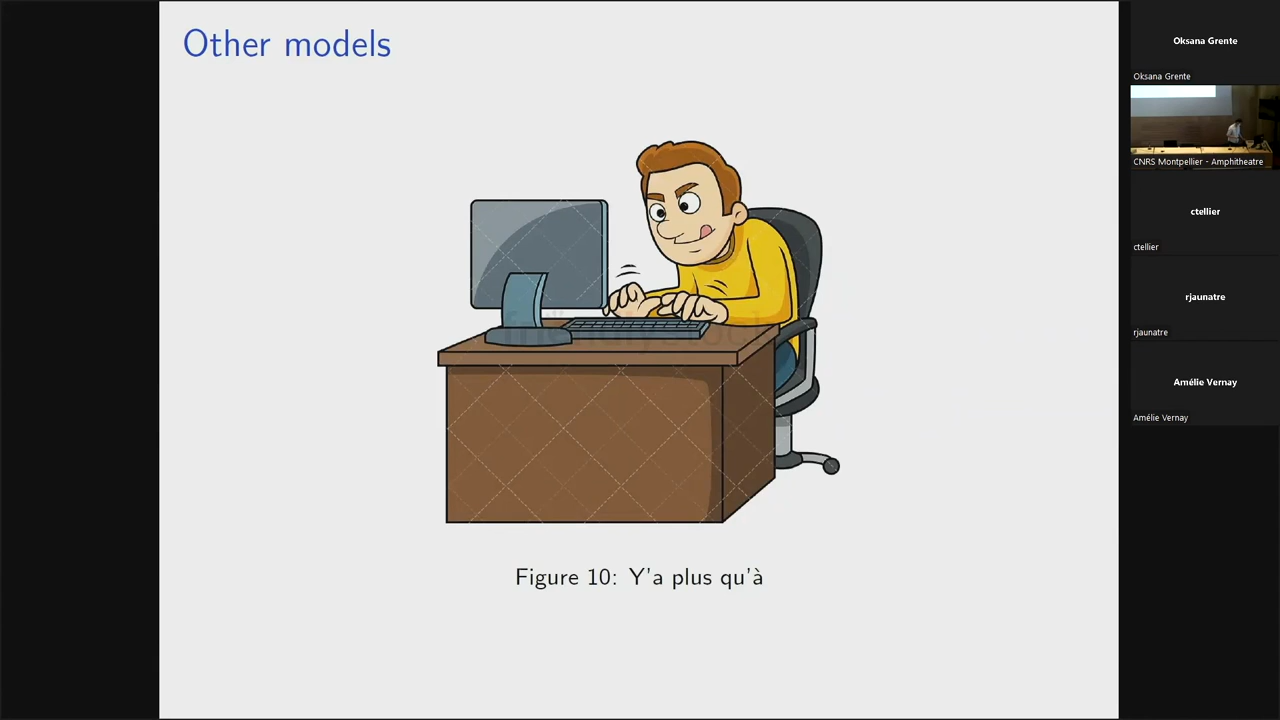 Other models
Figure 10: Y'a plus qu'à
Oksana Grente
Oksana Grente
CNRS Montpellier - Amphitheatre
ctellier
ctellier
rjaunatre
rjaunatre
Amélie Vernay
Amélie Vernay